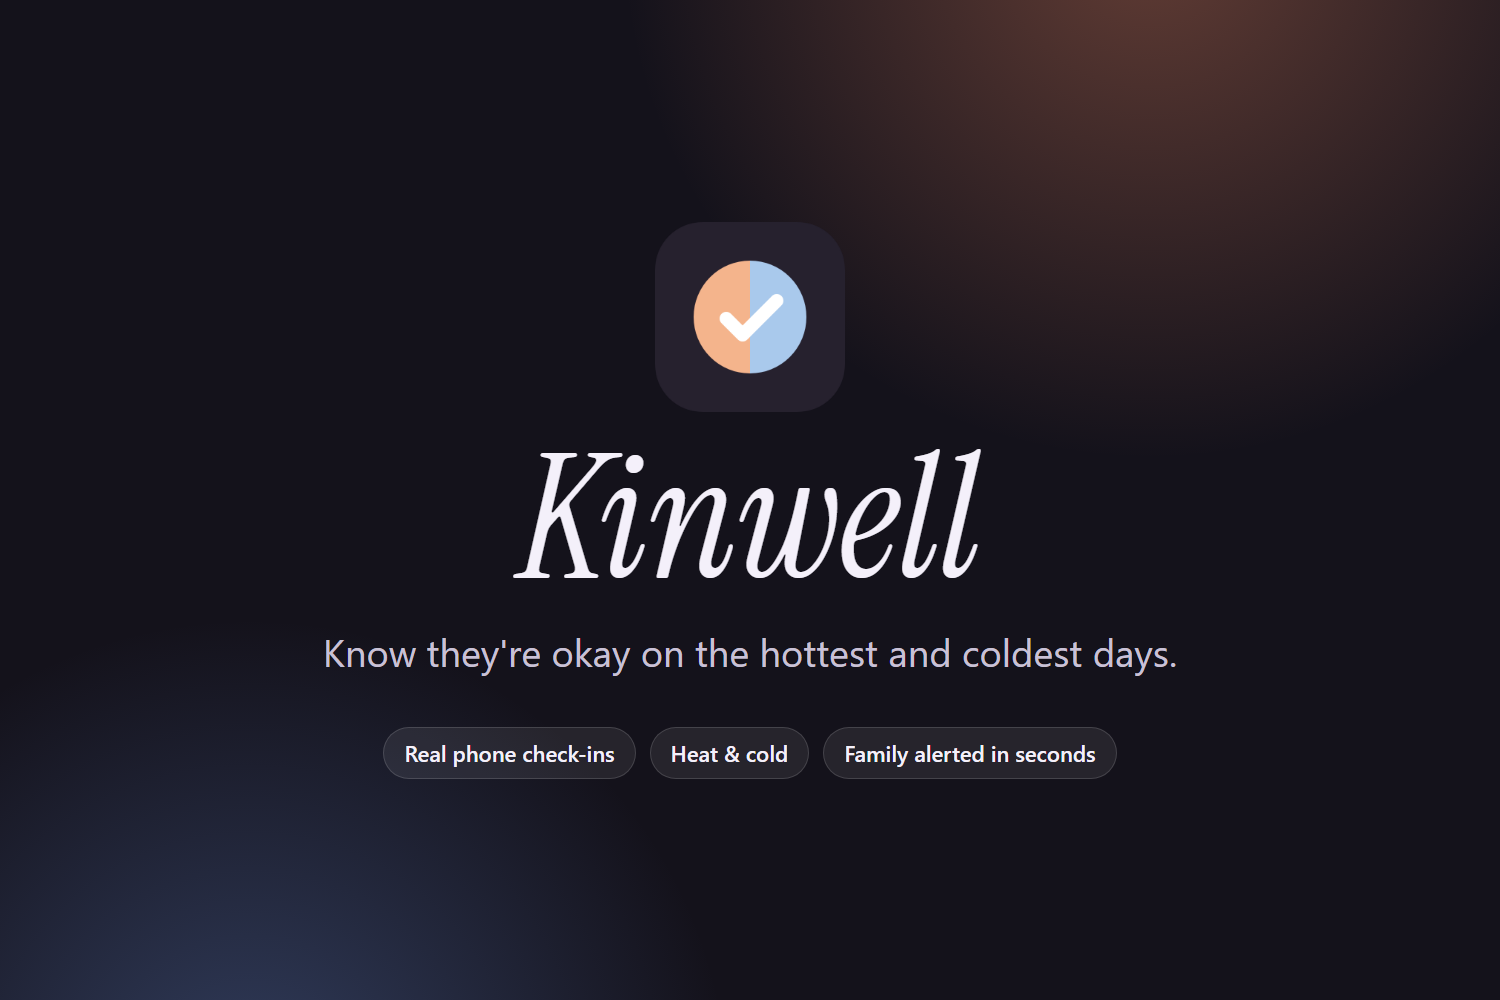 Kinwell
Know they're okay on the hottest and coldest days.
Real phone check-ins
Heat & cold
Family alerted in seconds